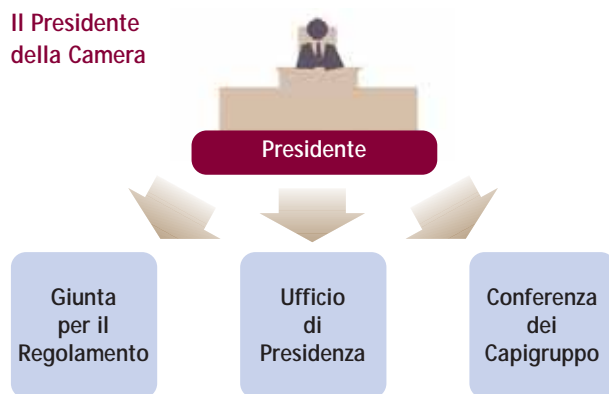 Il Presidente
della Camera
Presidente
Giunta
per il
Regolamento
Ufficio
di
Presidenza
Conferenza
dei
Capigruppo